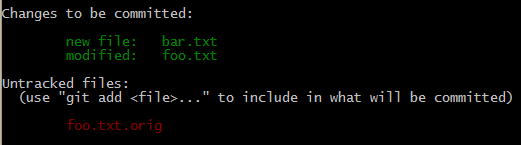 Changes to be committed:
new file:   bar.txt
modified:   foo.txt
Untracked files:
(use "git add <file>..." to include in what will be committed)
foo.txt.orig